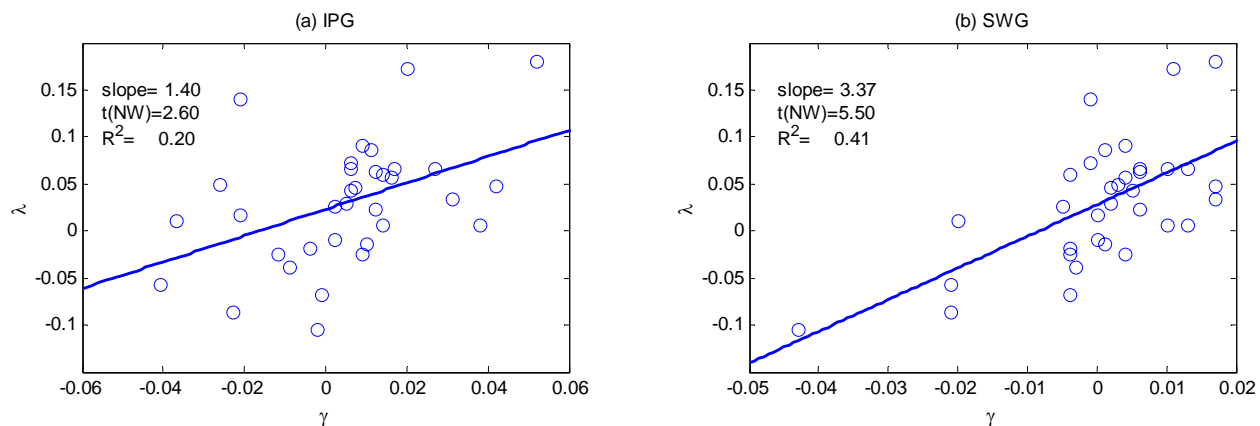 (a) IPG
slope= 1.40
t(NW)=2.60
R²= 0.20
λ
0.15
0.1
0.05
0
-0.05
-0.1
-0.06 -0.04 -0.02 0 0.02 0.04 0.06
γ
(b) SWG
slope= 3.37
t(NW)=5.50
R²= 0.41
λ
0.15
0.1
0.05
0
-0.05
-0.1
-0.05 -0.04 -0.03 -0.02 -0.01 0 0.01 0.02
γ